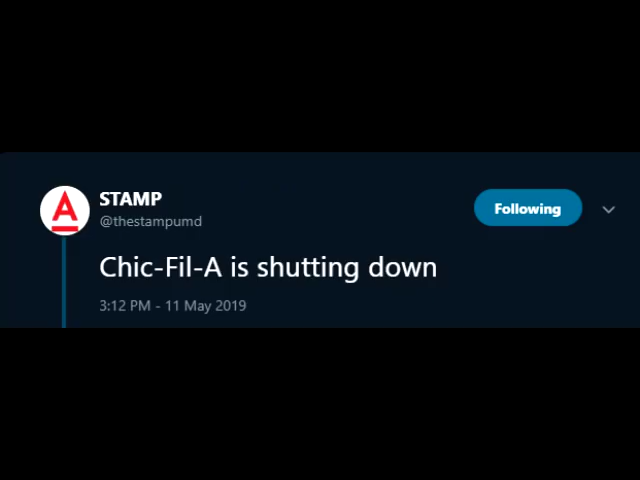 STAMP
@thestampumd
Following
Chic-Fil-A is shutting down
3:12 PM - 11 May 2019